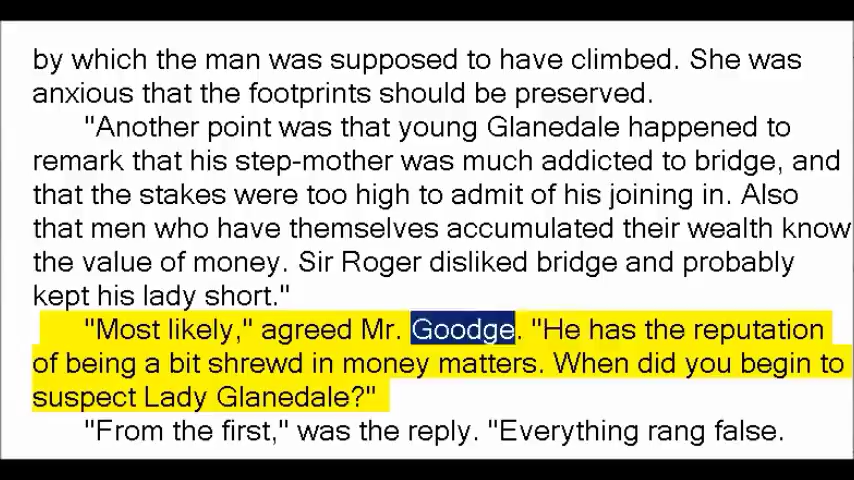 by which the man was supposed to have climbed. She was
anxious that the footprints should be preserved.
"Another point was that young Glanedale happened to
remark that his step-mother was much addicted to bridge, and
that the stakes were too high to admit of his joining in. Also
that men who have themselves accumulated their wealth know
the value of money. Sir Roger disliked bridge and probably
kept his lady short."
"Most likely," agreed Mr. Goodge. "He has the reputation
of being a bit shrewd in money matters. When did you begin to
suspect Lady Glanedale?"
"From the first," was the reply. "Everything rang false.